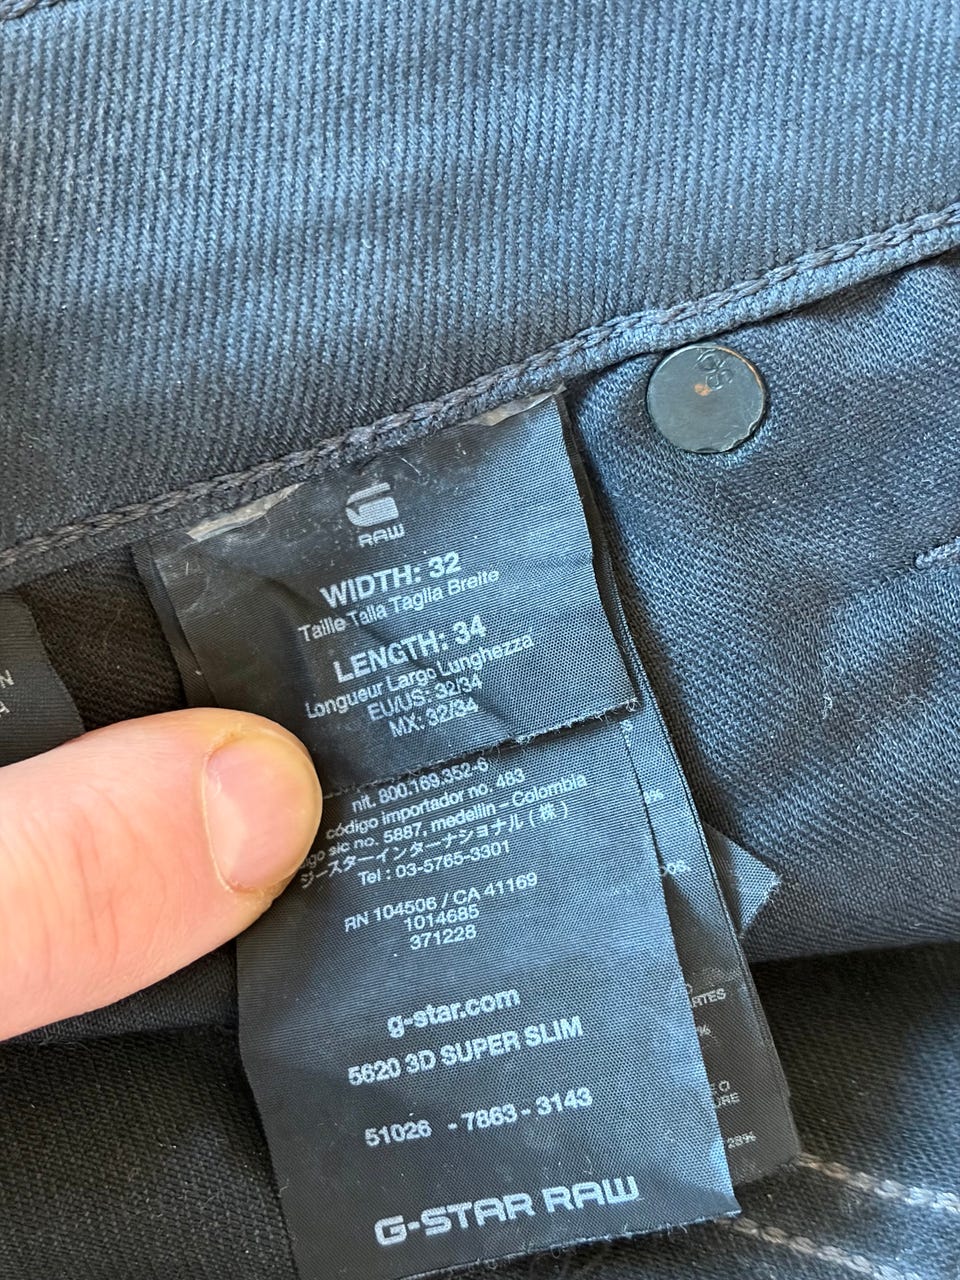 RAW
WIDTH: 32
Taille Talla Taglia Breite
LENGTH: 34
Longueur Largo Lunghezza
EU/US: 32/34
MX: 32/34
nit. 800.169.352-6
código importador no. 483
sic no. 5887, medellin – Colombia
ジースターインターナショナル ( 株 )
Tel : 03-5765-3301
RN 104506 / CA 41169
1014685
371228
g-star.com
5620 3D SUPER SLIM
51026 - 7863 - 3143
G-STAR RAW
28%